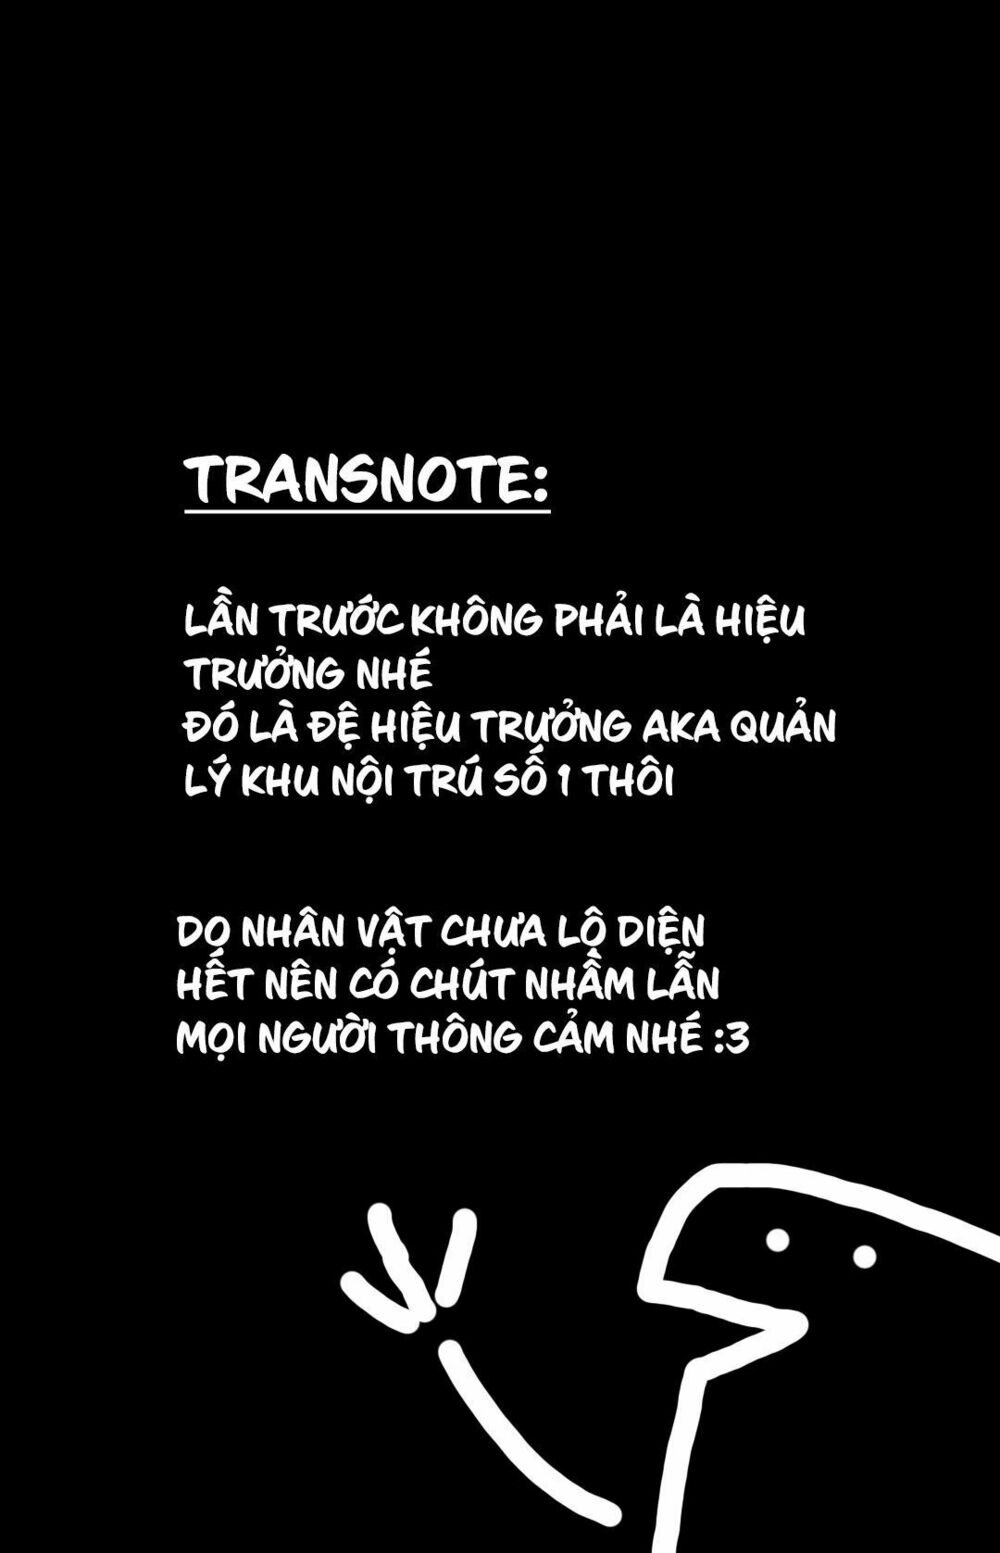 TRANSNOTE:
LẦN TRƯỚC KHÔNG PHẢI LÀ HIỆU
TRƯỞNG NHÉ
ĐÓ LÀ ĐỆ HIỆU TRƯỞNG AKA QUẢN
LÝ KHU NỘI TRÚ SỐ 1 THÔI
DO NHÂN VẬT CHƯA LỘ DIỆN
HẾT NÊN CÓ CHÚT NHẦM LẪN
MỌI NGƯỜI THÔNG CẢM NHÉ :3